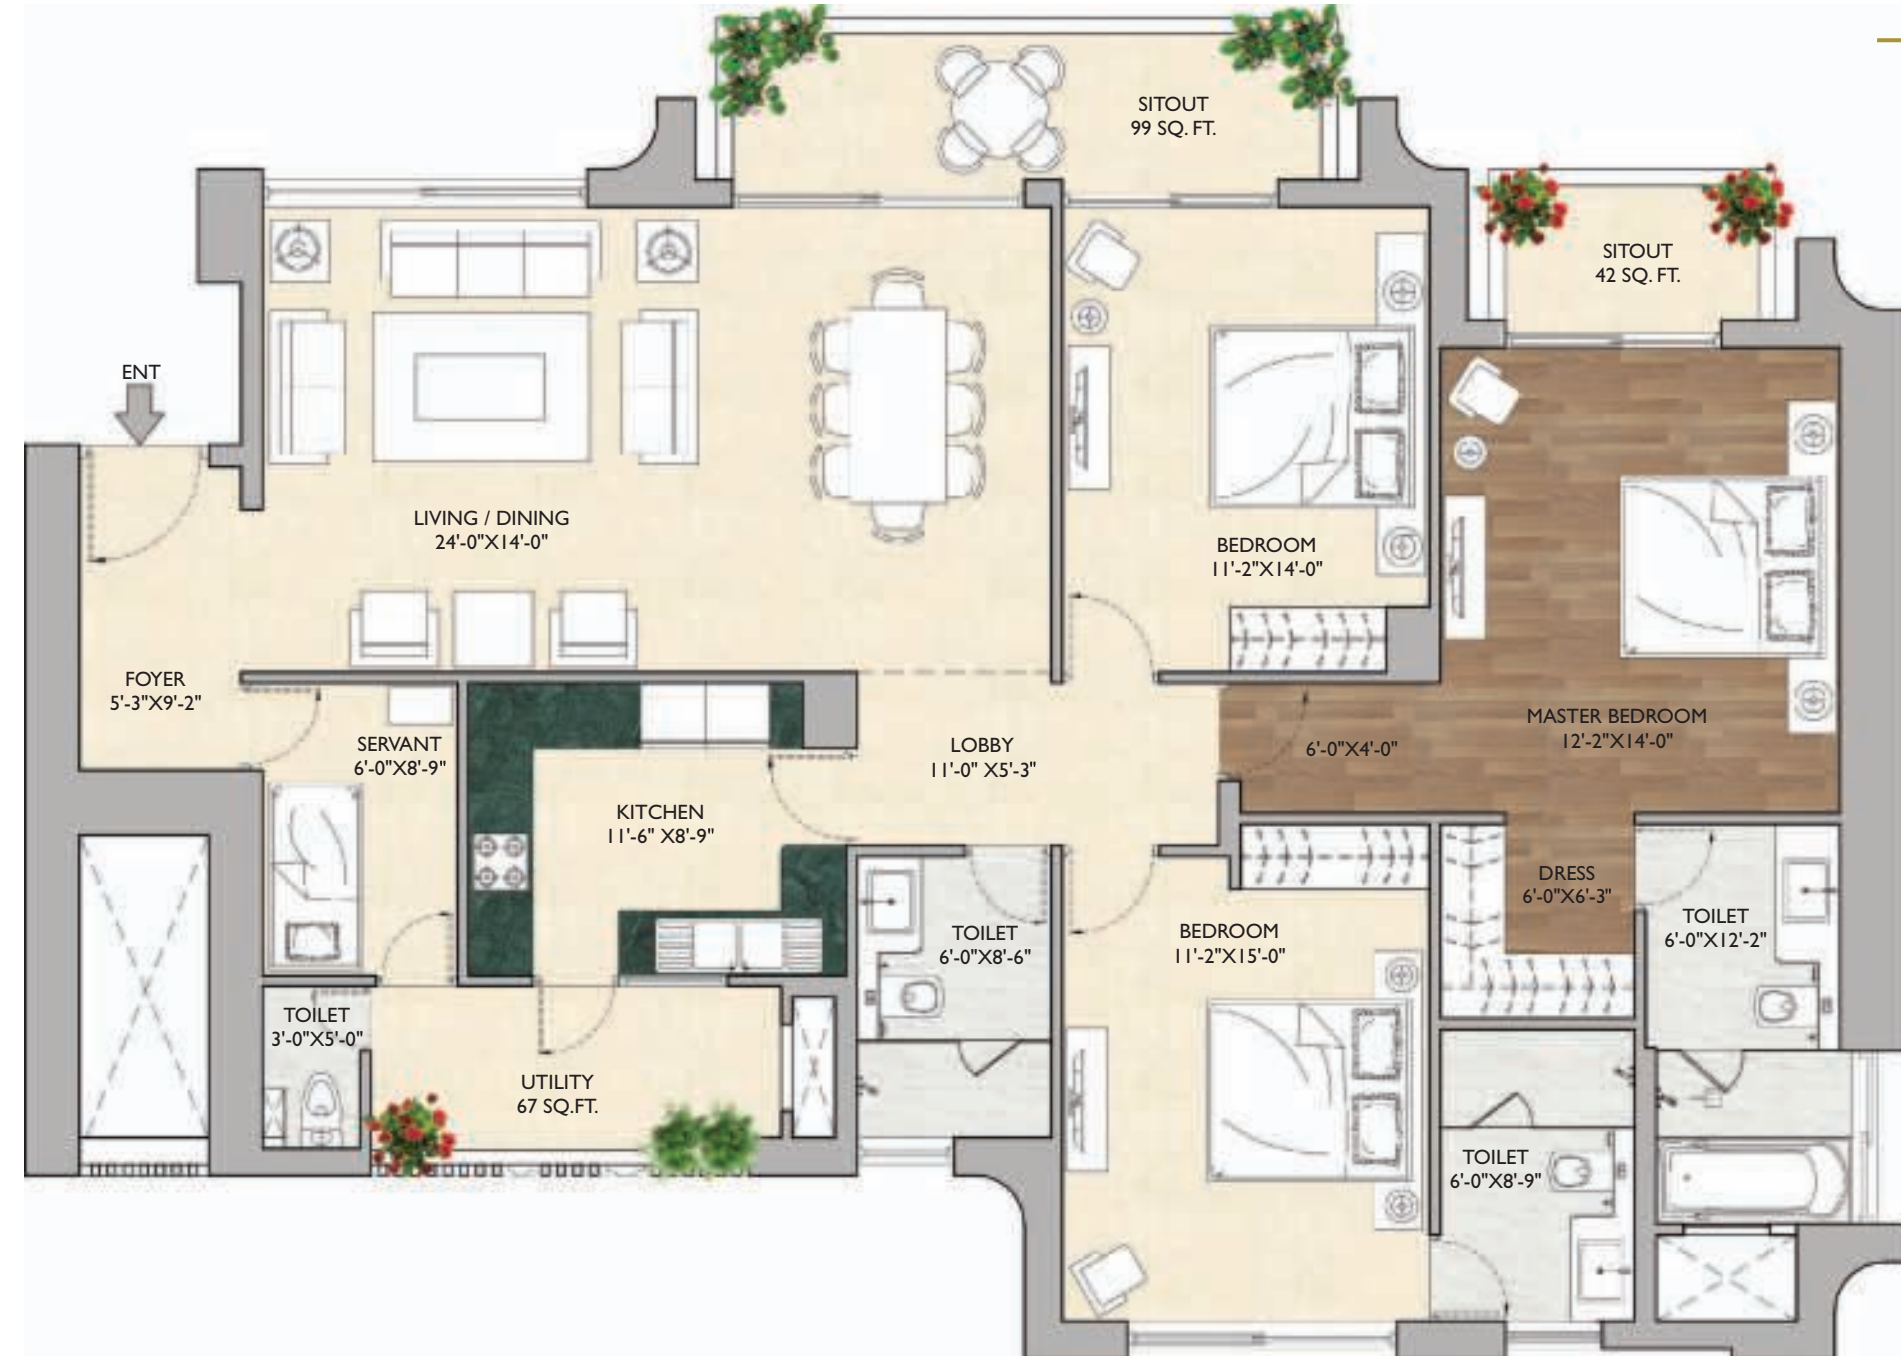 SITOUT
99 SQ. FT.
SITOUT
42 SQ. FT.
ENT
LIVING / DINING
24'-0"X14'-0"
BEDROOM
11'-2"X14'-0"
FOYER
5'-3"X9'-2"
SERVANT
6'-0"X8'-9"
KITCHEN
11'-6" X8'-9"
LOBBY
11'-0" X5'-3"
6'-0"X4'-0"
MASTER BEDROOM
12'-2"X14'-0"
DRESS
6'-0"X6'-3"
TOILET
6'-0"X12'-2"
TOILET
6'-0"X8'-6"
BEDROOM
11'-2"X15'-0"
TOILET
3'-0"X5'-0"
UTILITY
67 SQ.FT.
TOILET
6'-0"X8'-9"